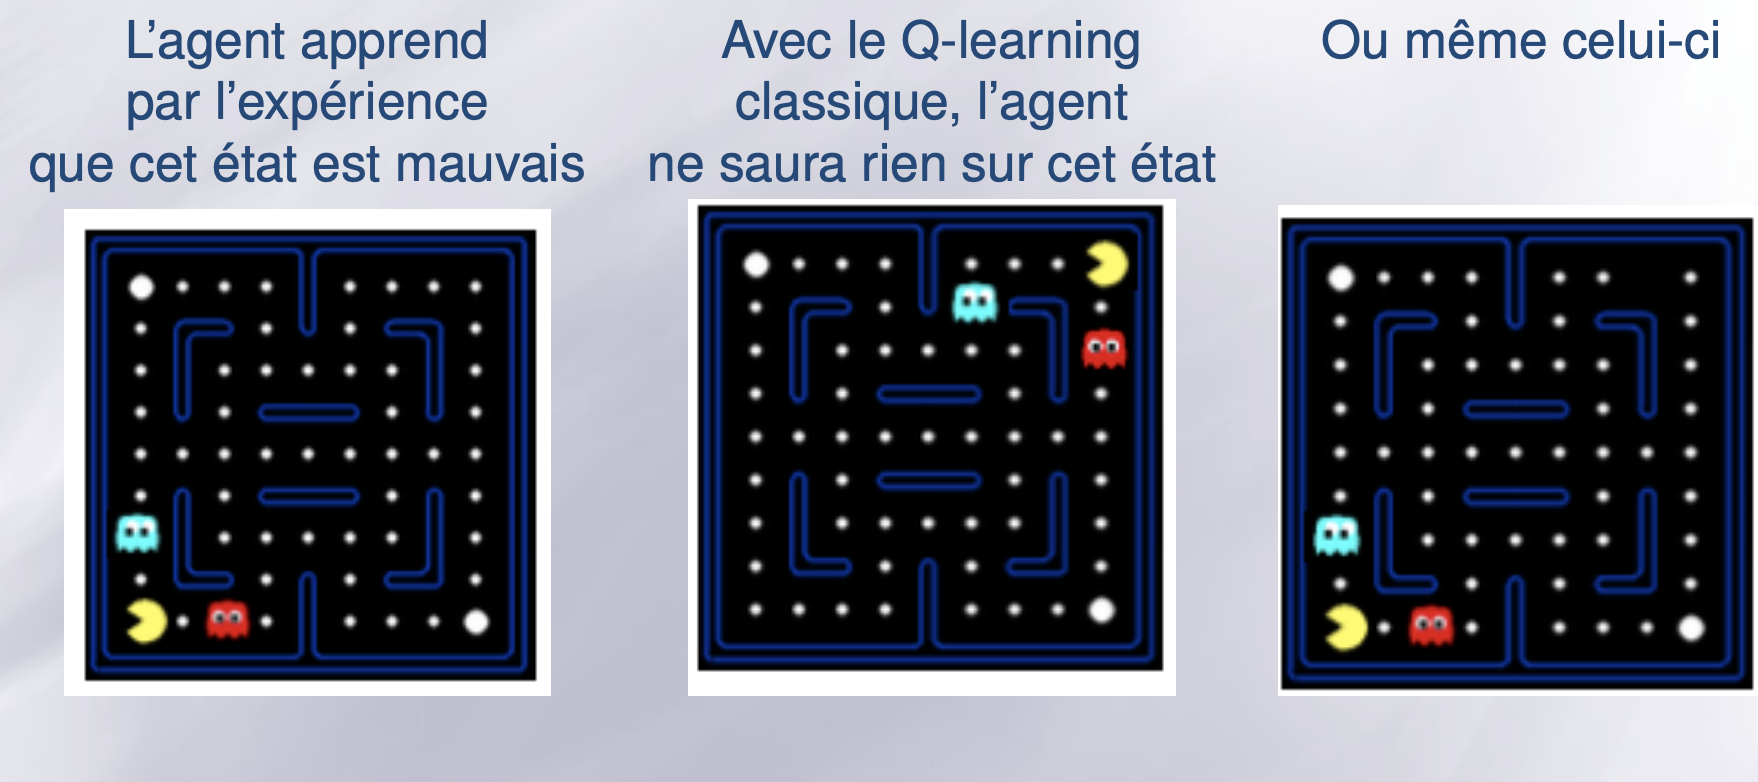 L'agent apprend
par l'expérience
que cet état est mauvais
Avec le Q-learning
classique, l'agent
ne saura rien sur cet état
Ou même celui-ci